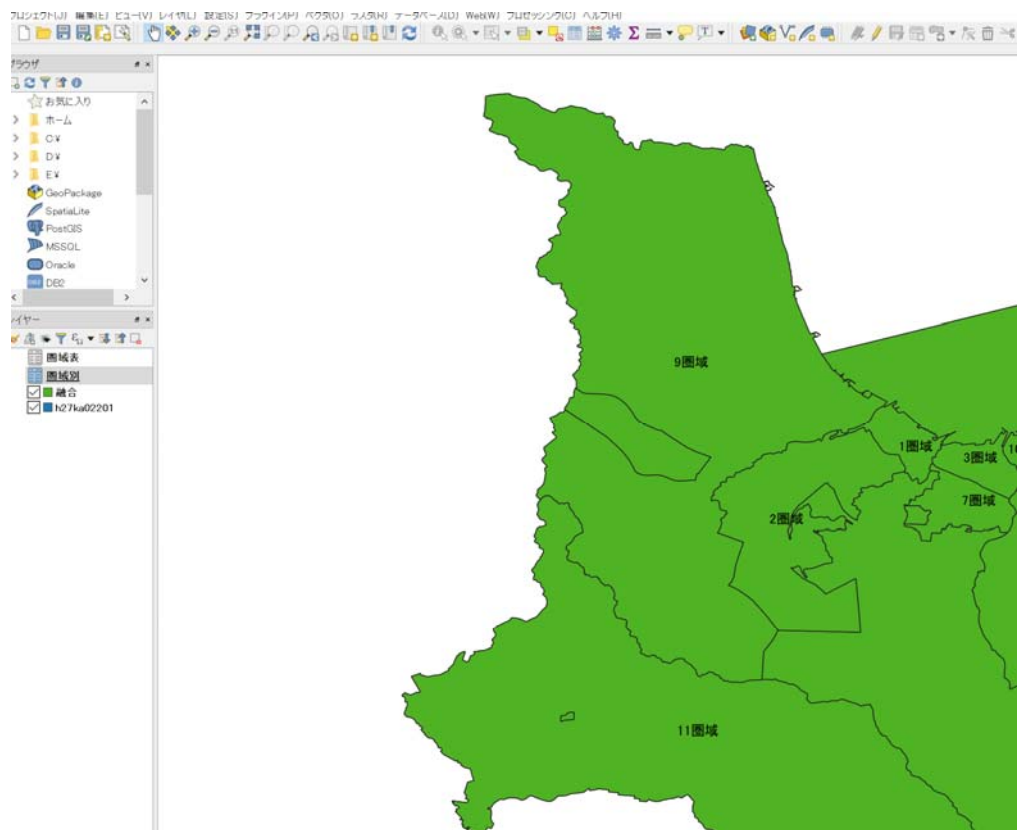 プロジェクト(J) 編集(E) ビュー(V) レイヤ(L) 設定(S) プラグイン(P) ベクタ(O) ラスタ(R) データベース(D) Web(W) プロセッシング(C) ヘルプ(H)
ブラウザ
お気に入り
ホーム
C:¥
D:¥
E:¥
GeoPackage
SpatiaLite
PostGIS
MSSQL
Oracle
DB2
レイヤー
圏域表
圏域別
融合
h27ka02201
9圏域
1圏域
3圏域
10
7圏域
2圏域
11圏域